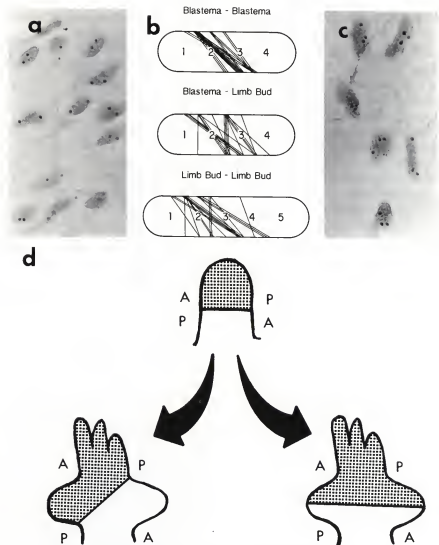 a
b
c
Blastema - Blastema
1 2 3 4
Blastema - Limb Bud
1 2 3 4
Limb Bud - Limb Bud
1 2 3 4 5
d
A P
P A
A P
P A
A P
P A